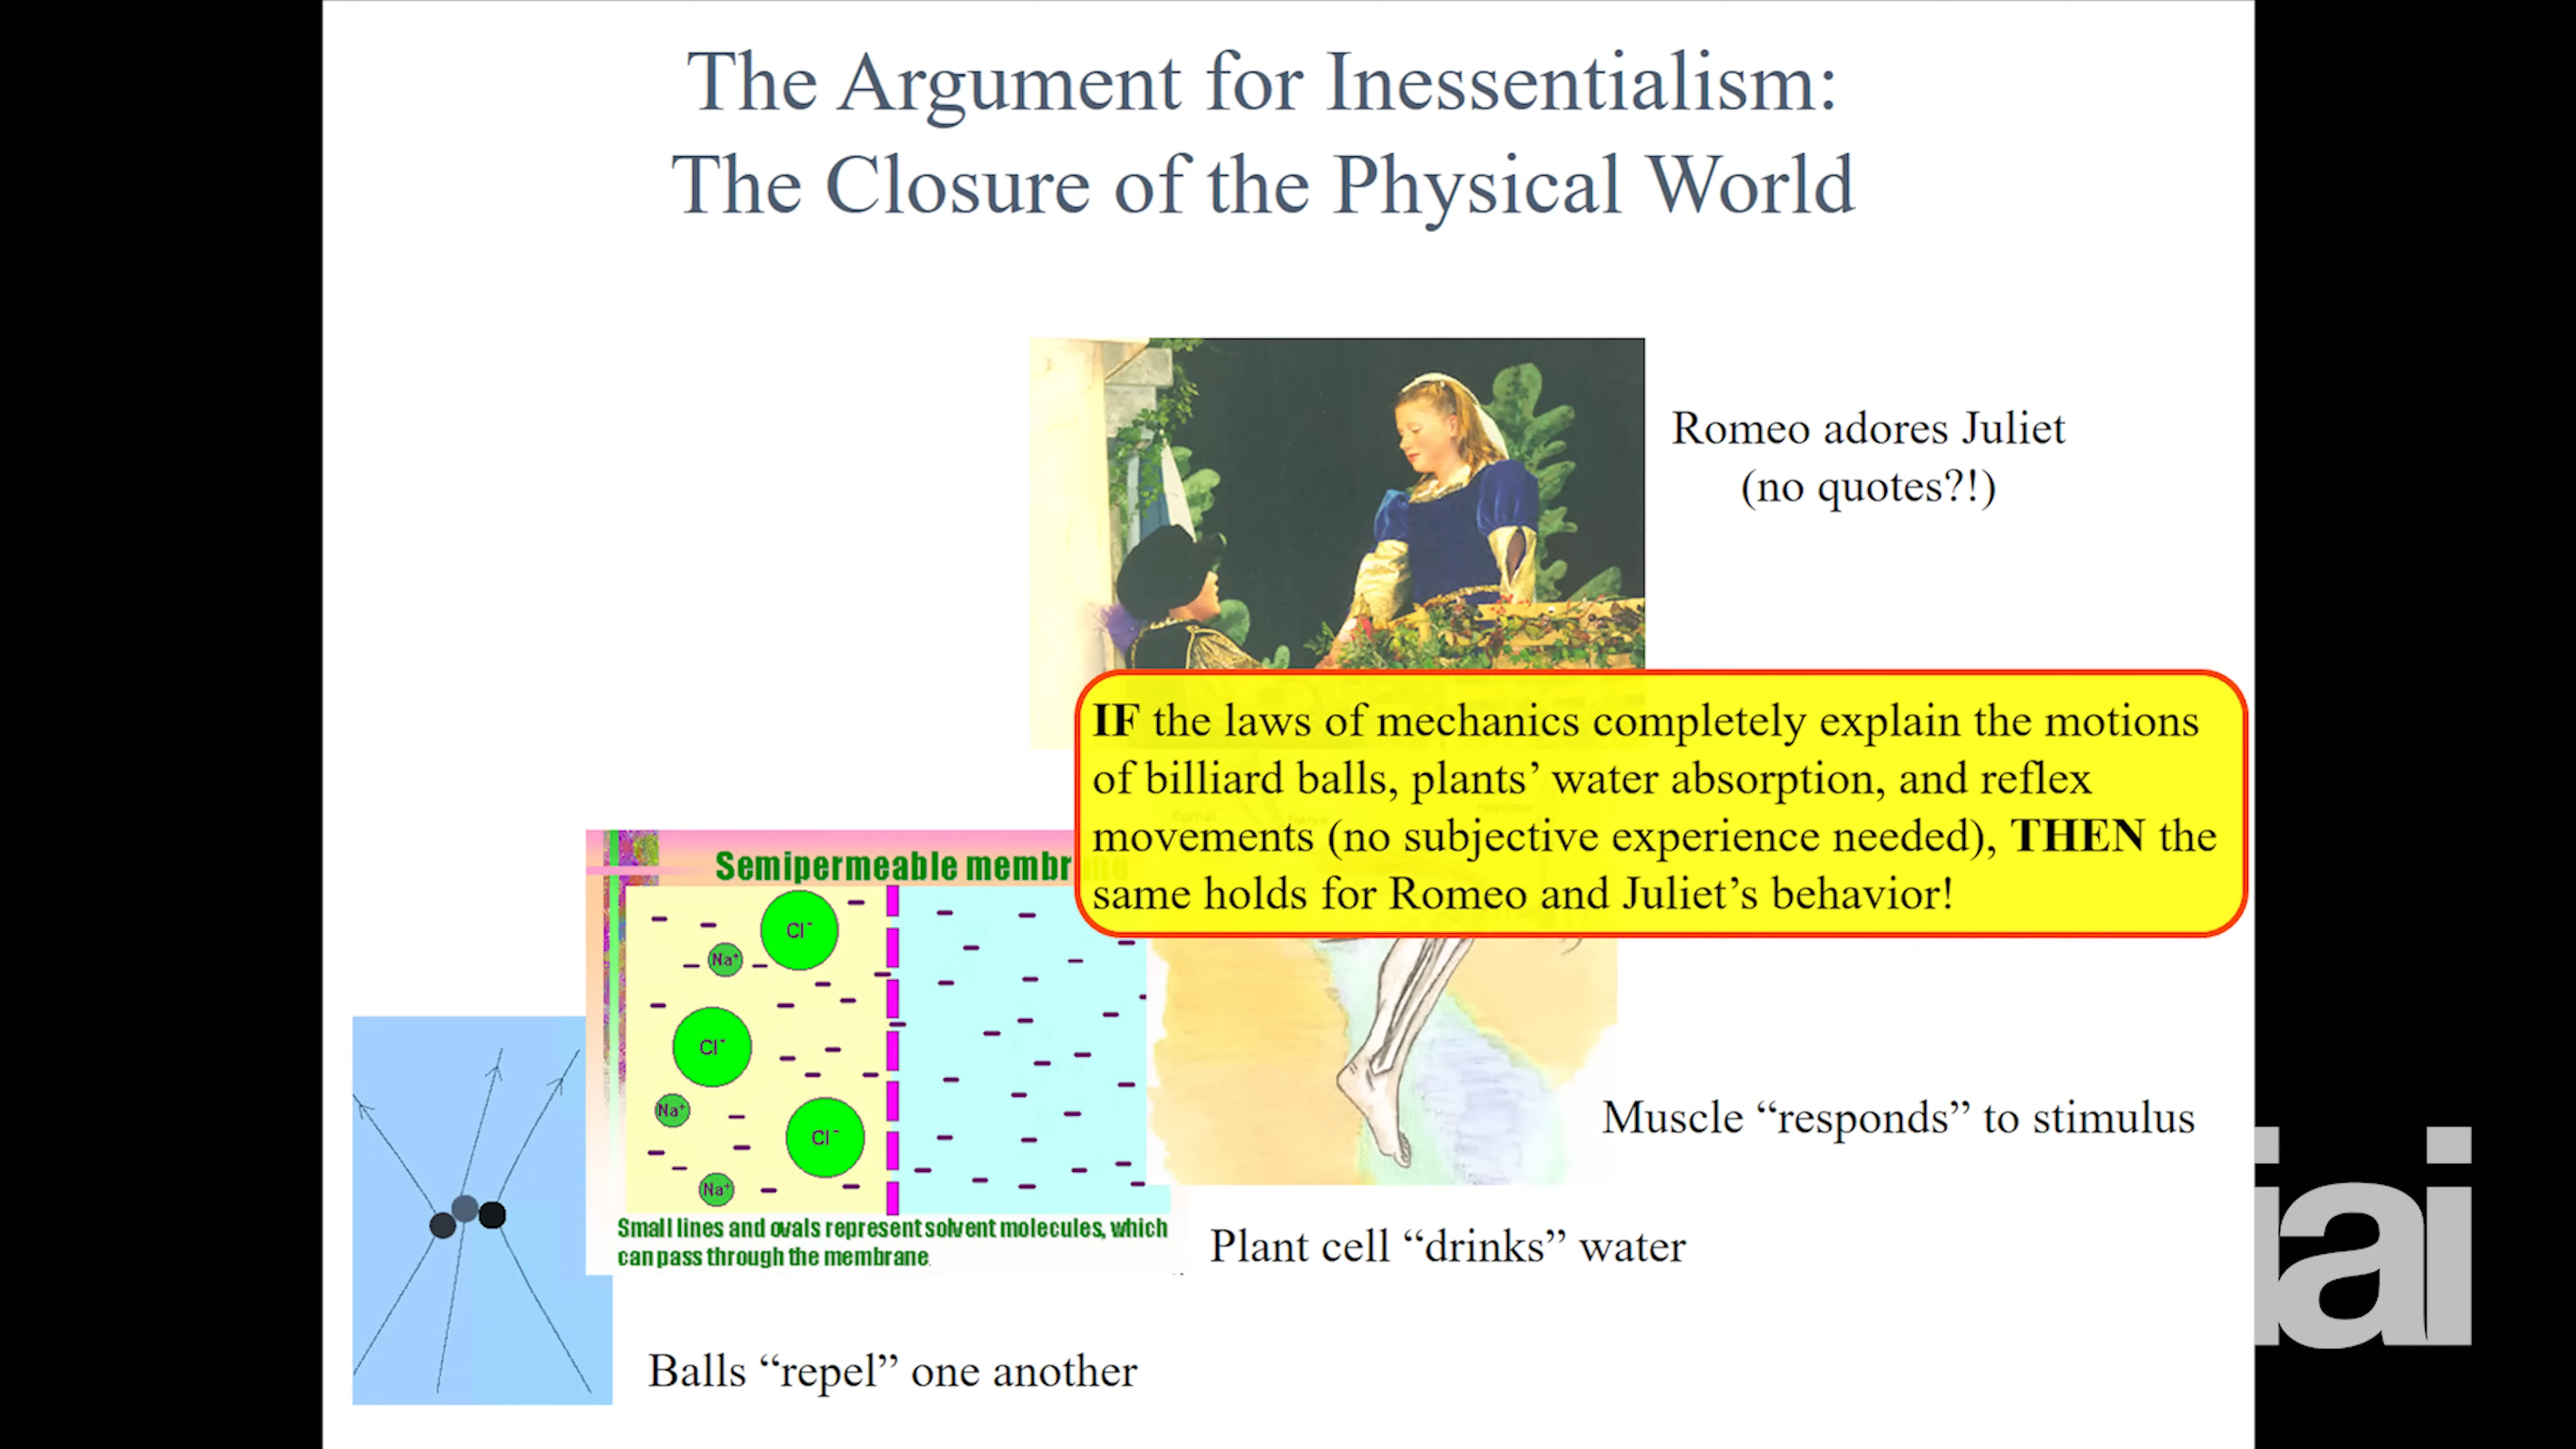 The Argument for Inessentialism:
The Closure of the Physical World
Romeo adores Juliet
(no quotes?!)
IF the laws of mechanics completely explain the motions
of billiard balls, plants’ water absorption, and reflex
movements (no subjective experience needed), THEN the
same holds for Romeo and Juliet’s behavior!
Semipermeable membrane
Cl-
Na+
Cl-
Na+
Cl-
Na+
Small lines and ovals represent solvent molecules, which
can pass through the membrane.
Muscle “responds” to stimulus
Plant cell “drinks” water
Balls “repel” one another
iai